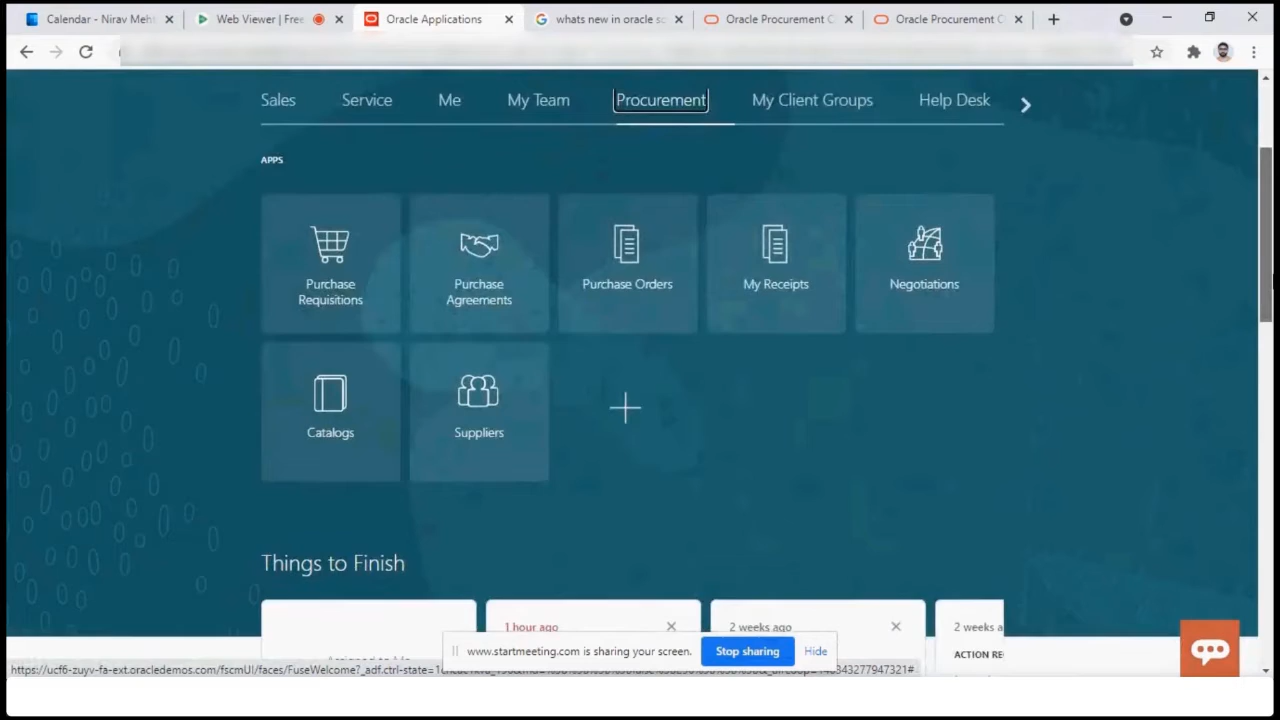 Calendar - Nirav Meh
Web Viewer | Free
Oracle Applications
whats new in oracle sc
Oracle Procurement C
Oracle Procurement C
Sales
Service
Me
My Team
Procurement
My Client Groups
Help Desk
APPS
Purchase
Requisitions
Purchase
Agreements
Purchase Orders
My Receipts
Negotiations
Catalogs
Suppliers
Things to Finish
1 hour ago
2 weeks ago
2 weeks a
ACTION RE
www.startmeeting.com is sharing your screen.
Stop sharing
Hide